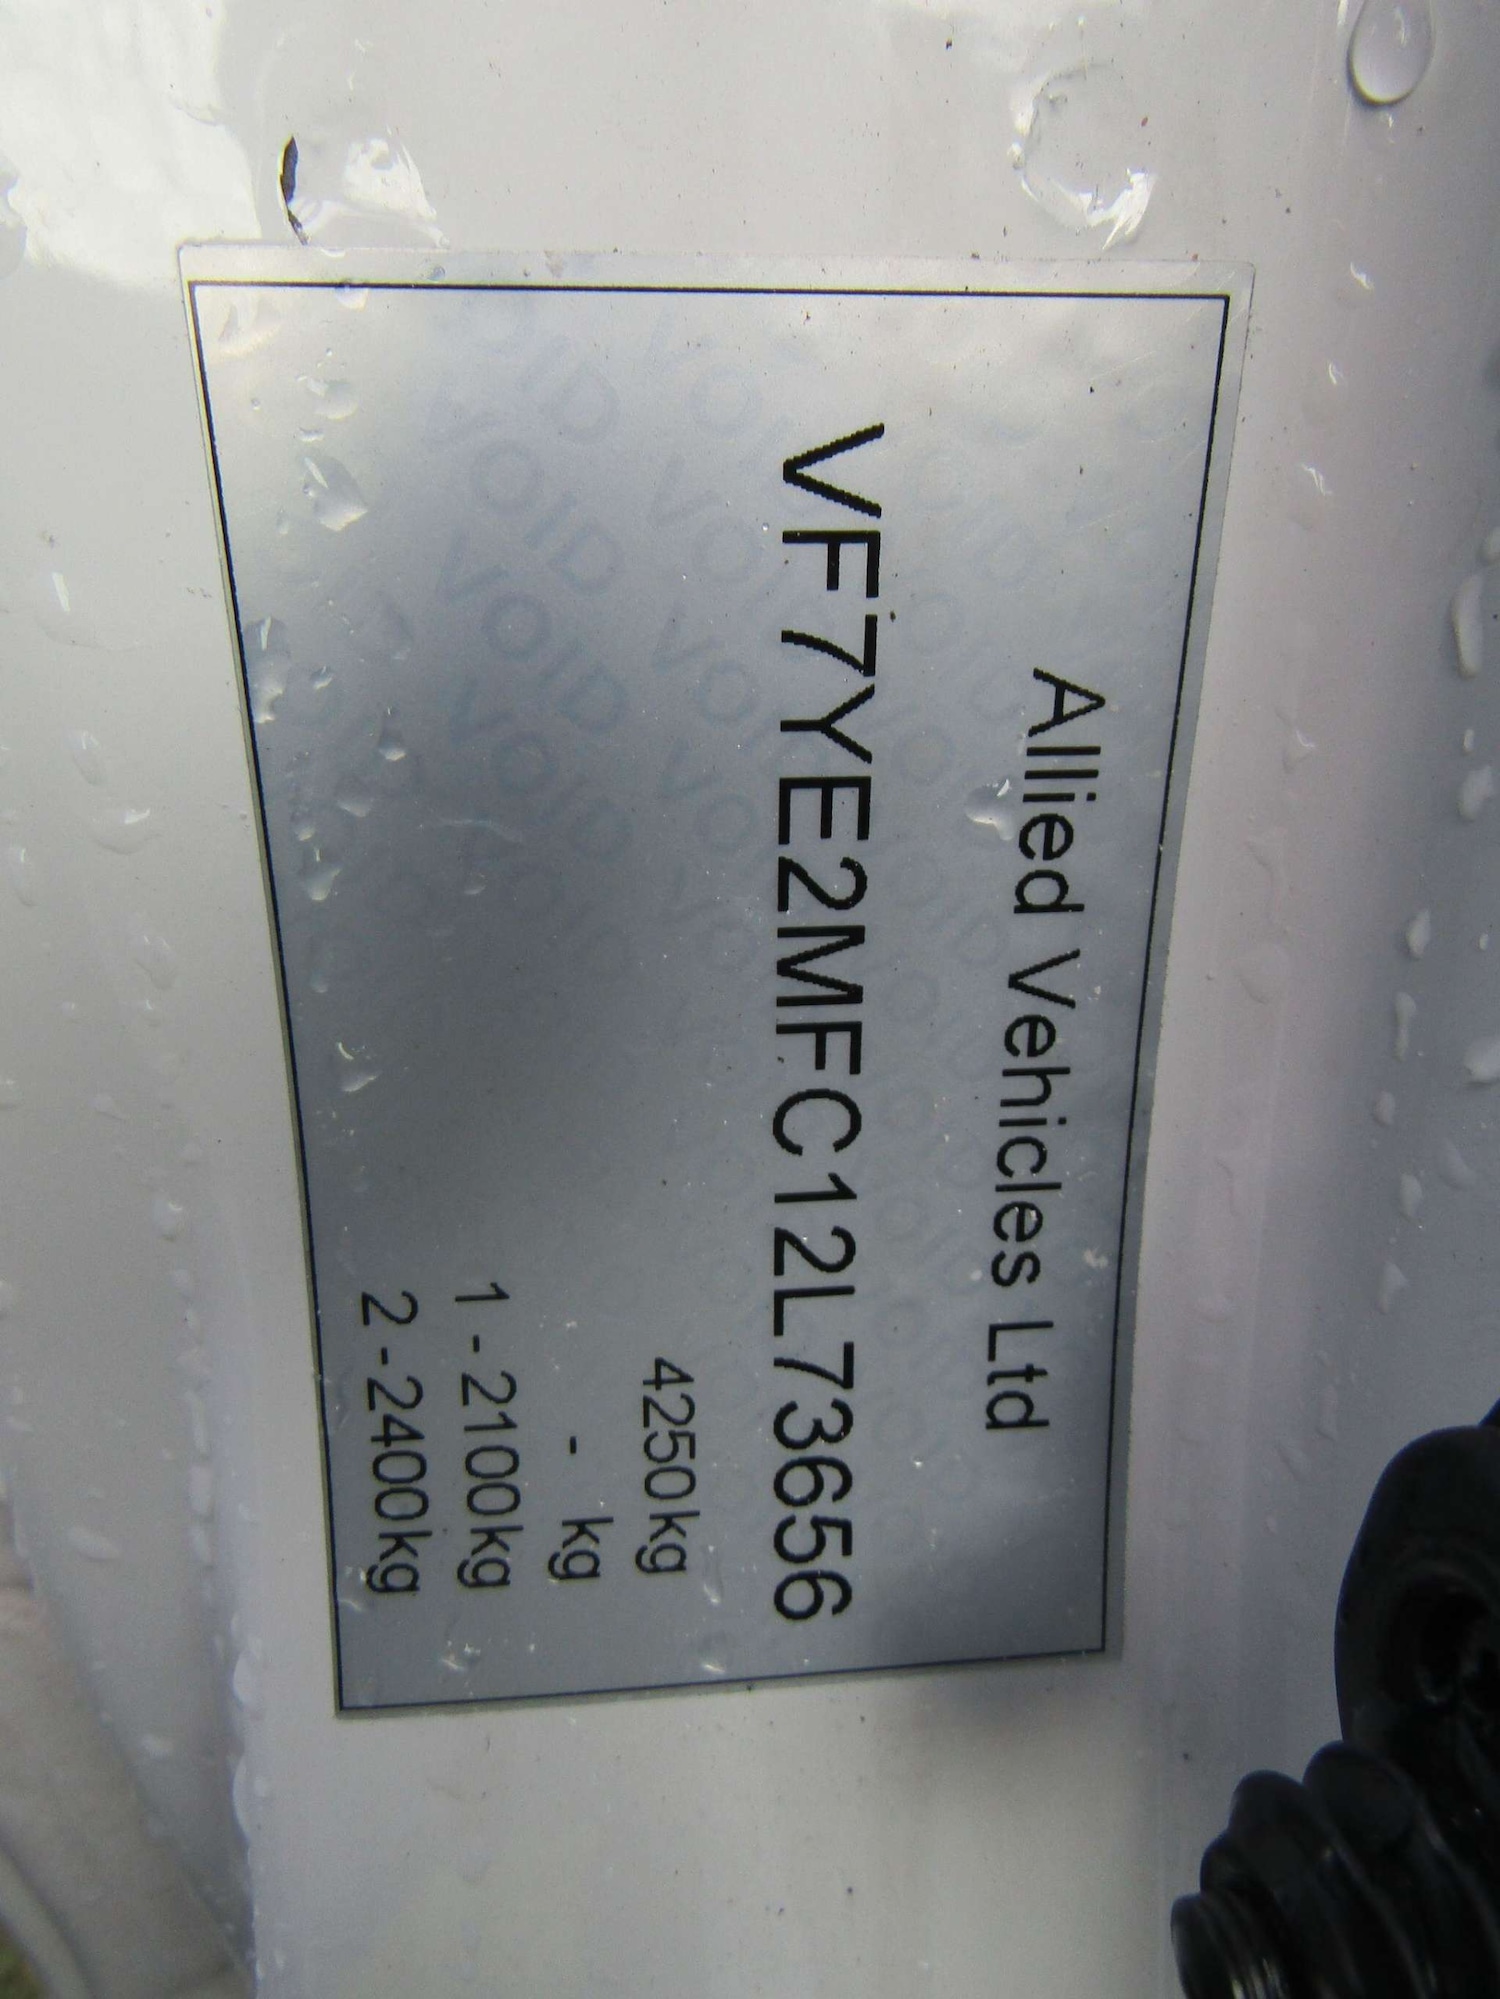 Allied Vehicles Ltd
VF7YE2MFC12L73656
4250kg
- kg
1 - 2100kg
2 - 2400kg